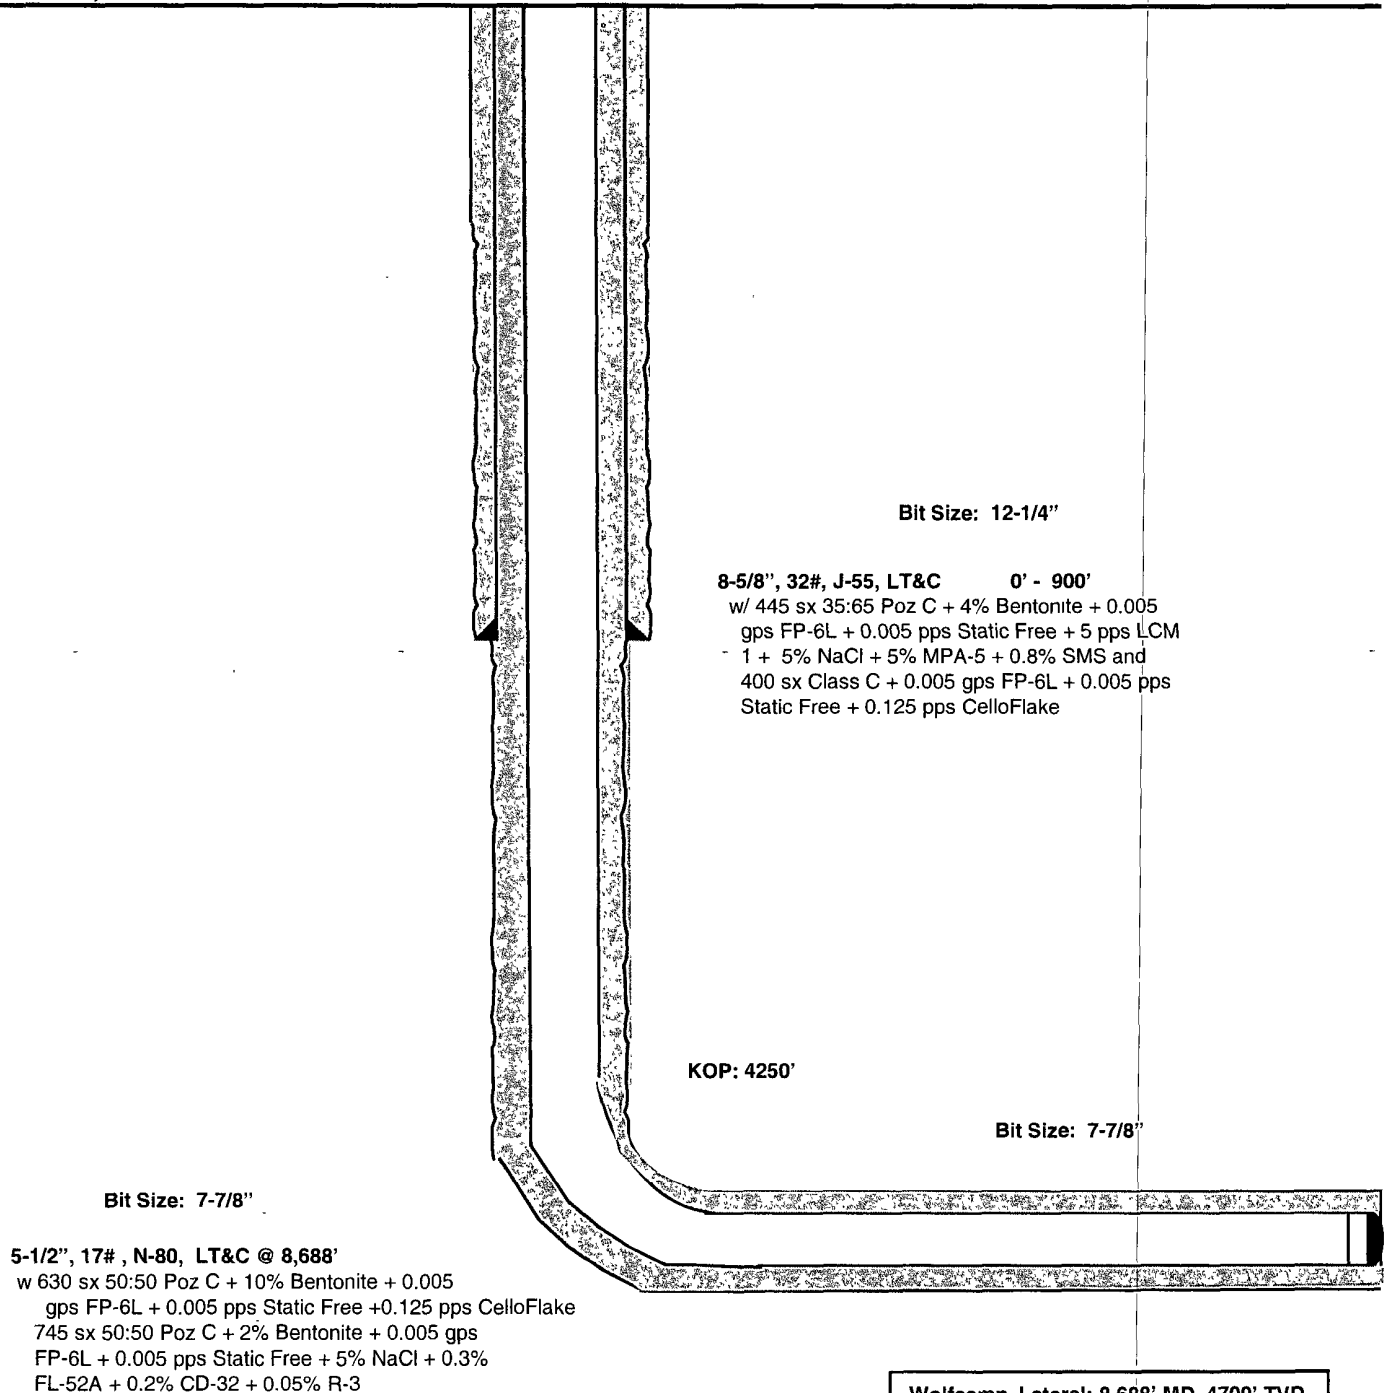 Bit Size: 12-1/4”
8-5/8”, 32#, J-55, LT&C 0’ - 900’
w/ 445 sx 35:65 Poz C + 4% Bentonite + 0.005
gps FP-6L + 0.005 pps Static Free + 5 pps LCM
1 + 5% NaCl + 5% MPA-5 + 0.8% SMS and
400 sx Class C + 0.005 gps FP-6L + 0.005 pps
Static Free + 0.125 pps CelloFlake
KOP: 4250’
Bit Size: 7-7/8”
Bit Size: 7-7/8”
5-1/2”, 17# , N-80, LT&C @ 8,688’
w 630 sx 50:50 Poz C + 10% Bentonite + 0.005
gps FP-6L + 0.005 pps Static Free +0.125 pps CelloFlake
745 sx 50:50 Poz C + 2% Bentonite + 0.005 gps
FP-6L + 0.005 pps Static Free + 5% NaCl + 0.3%
FL-52A + 0.2% CD-32 + 0.05% R-3
Lateral: 8,688’ MD, TVD